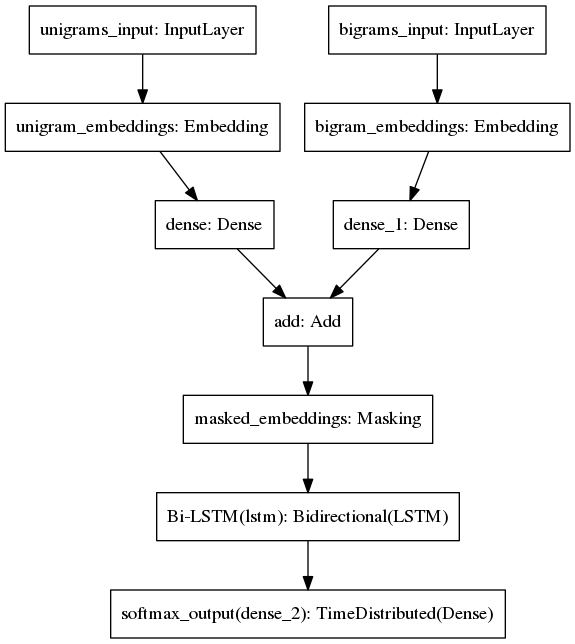 unigrams_input: InputLayer
bigrams_input: InputLayer
unigram_embeddings: Embedding
bigram_embeddings: Embedding
dense: Dense
dense_1: Dense
add: Add
masked_embeddings: Masking
Bi-LSTM(lstm): Bidirectional(LSTM)
softmax_output(dense_2): TimeDistributed(Dense)